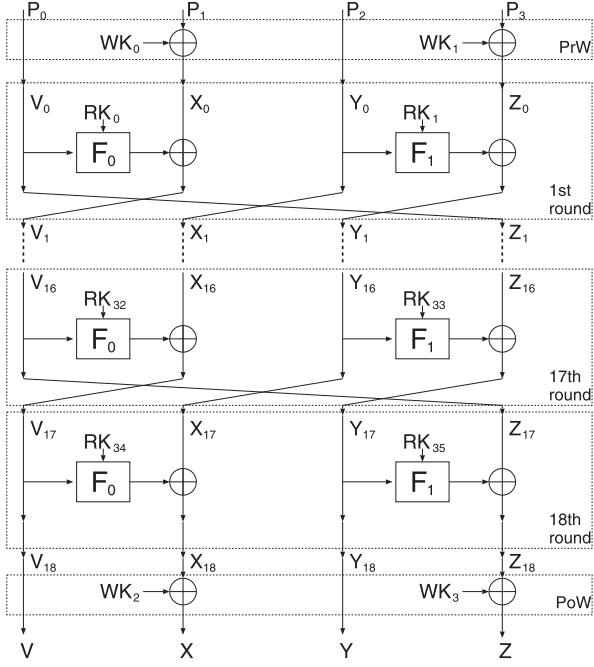 P₀ P₁ P₂ P₃
WK₀ WK₁ PrW
V₀ X₀ Y₀ Z₀
RK₀ RK₁
F₀ F₁
1st
round
V₁ X₁ Y₁ Z₁
V₁₆ X₁₆ Y₁₆ Z₁₆
RK₃₂ RK₃₃
F₀ F₁
17th
round
V₁₇ X₁₇ Y₁₇ Z₁₇
RK₃₄ RK₃₅
F₀ F₁
18th
round
V₁₈ X₁₈ Y₁₈ Z₁₈
WK₂ WK₃ PoW
V X Y Z